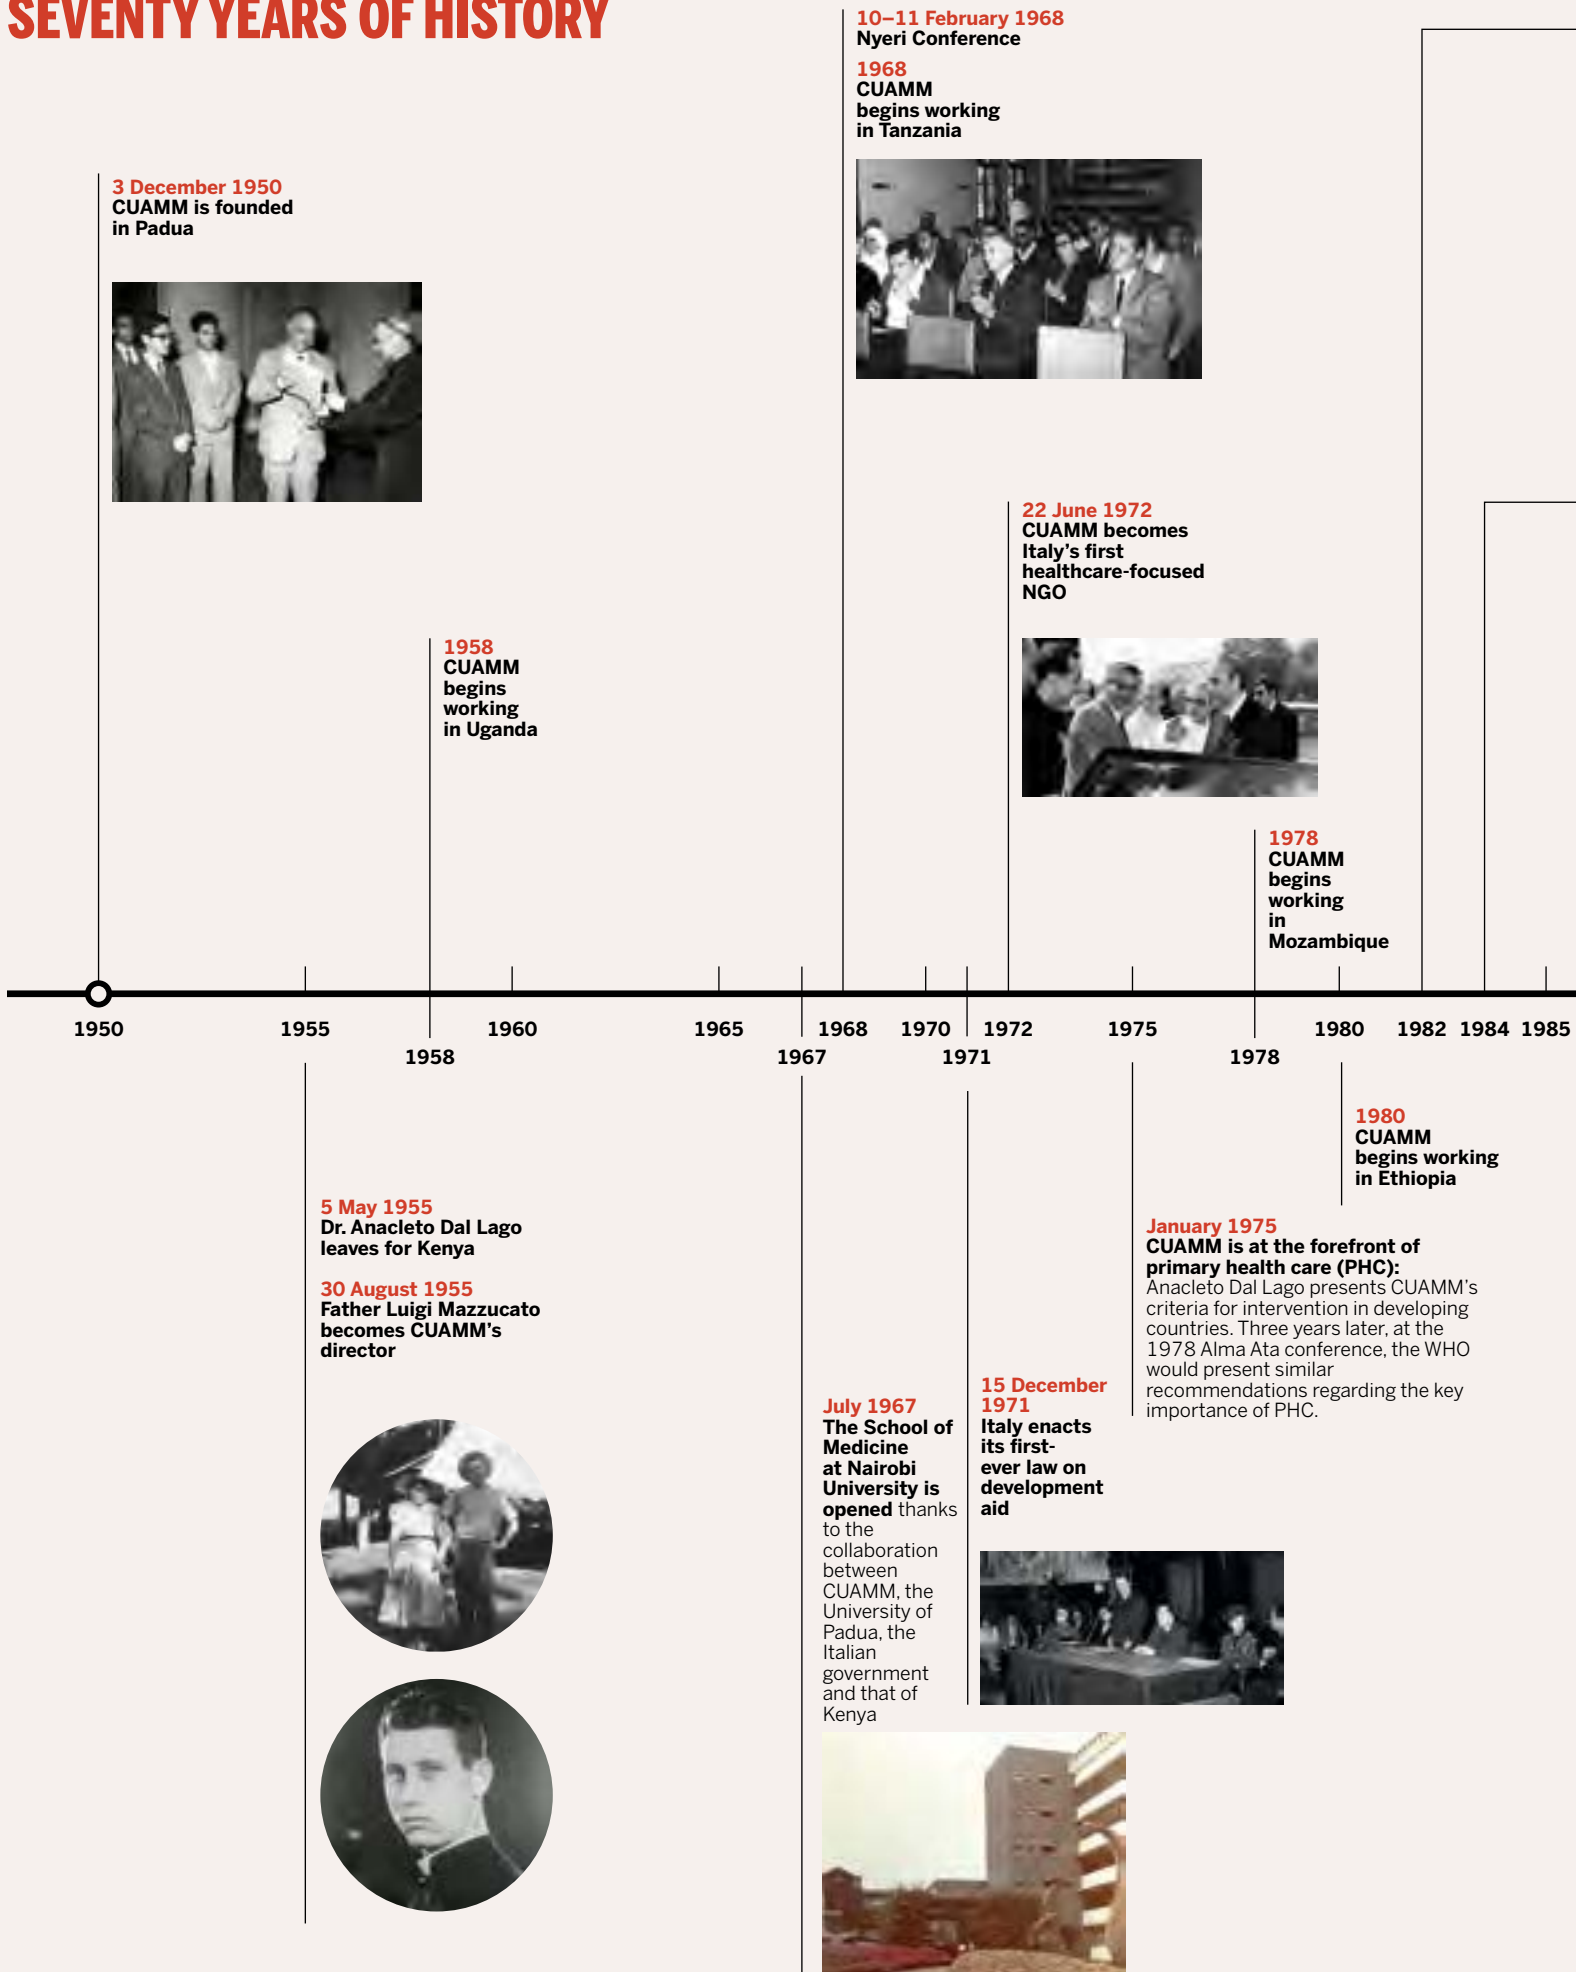 SEVENTY YEARS OF HISTORY
3 December 1950
CUAMM is founded
in Padua
1958
CUAMM
begins
working
in Uganda
10–11 February 1968
Nyeri Conference
1968
CUAMM
begins working
in Tanzania
22 June 1972
CUAMM becomes
Italy’s first
healthcare-focused
NGO
1978
CUAMM
begins
working
in
Mozambique
1950 1955 1960 1965 1968 1970 1972 1975 1980 1982 1984 1985
1958 1967 1971 1978
5 May 1955
Dr. Anacleto Dal Lago
leaves for Kenya
30 August 1955
Father Luigi Mazzucato
becomes CUAMM’s
director
July 1967
The School of
Medicine
at Nairobi
University is
opened thanks
to the
collaboration
between
CUAMM, the
University of
Padua, the
Italian
government
and that of
Kenya
15 December
1971
Italy enacts
its first-
ever law on
development
aid
January 1975
CUAMM is at the forefront of
primary health care (PHC):
Anacleto Dal Lago presents CUAMM’s
criteria for intervention in developing
countries. Three years later, at the
1978 Alma Ata conference, the WHO
would present similar
recommendations regarding the key
importance of PHC.
1980
CUAMM
begins working
in Ethiopia